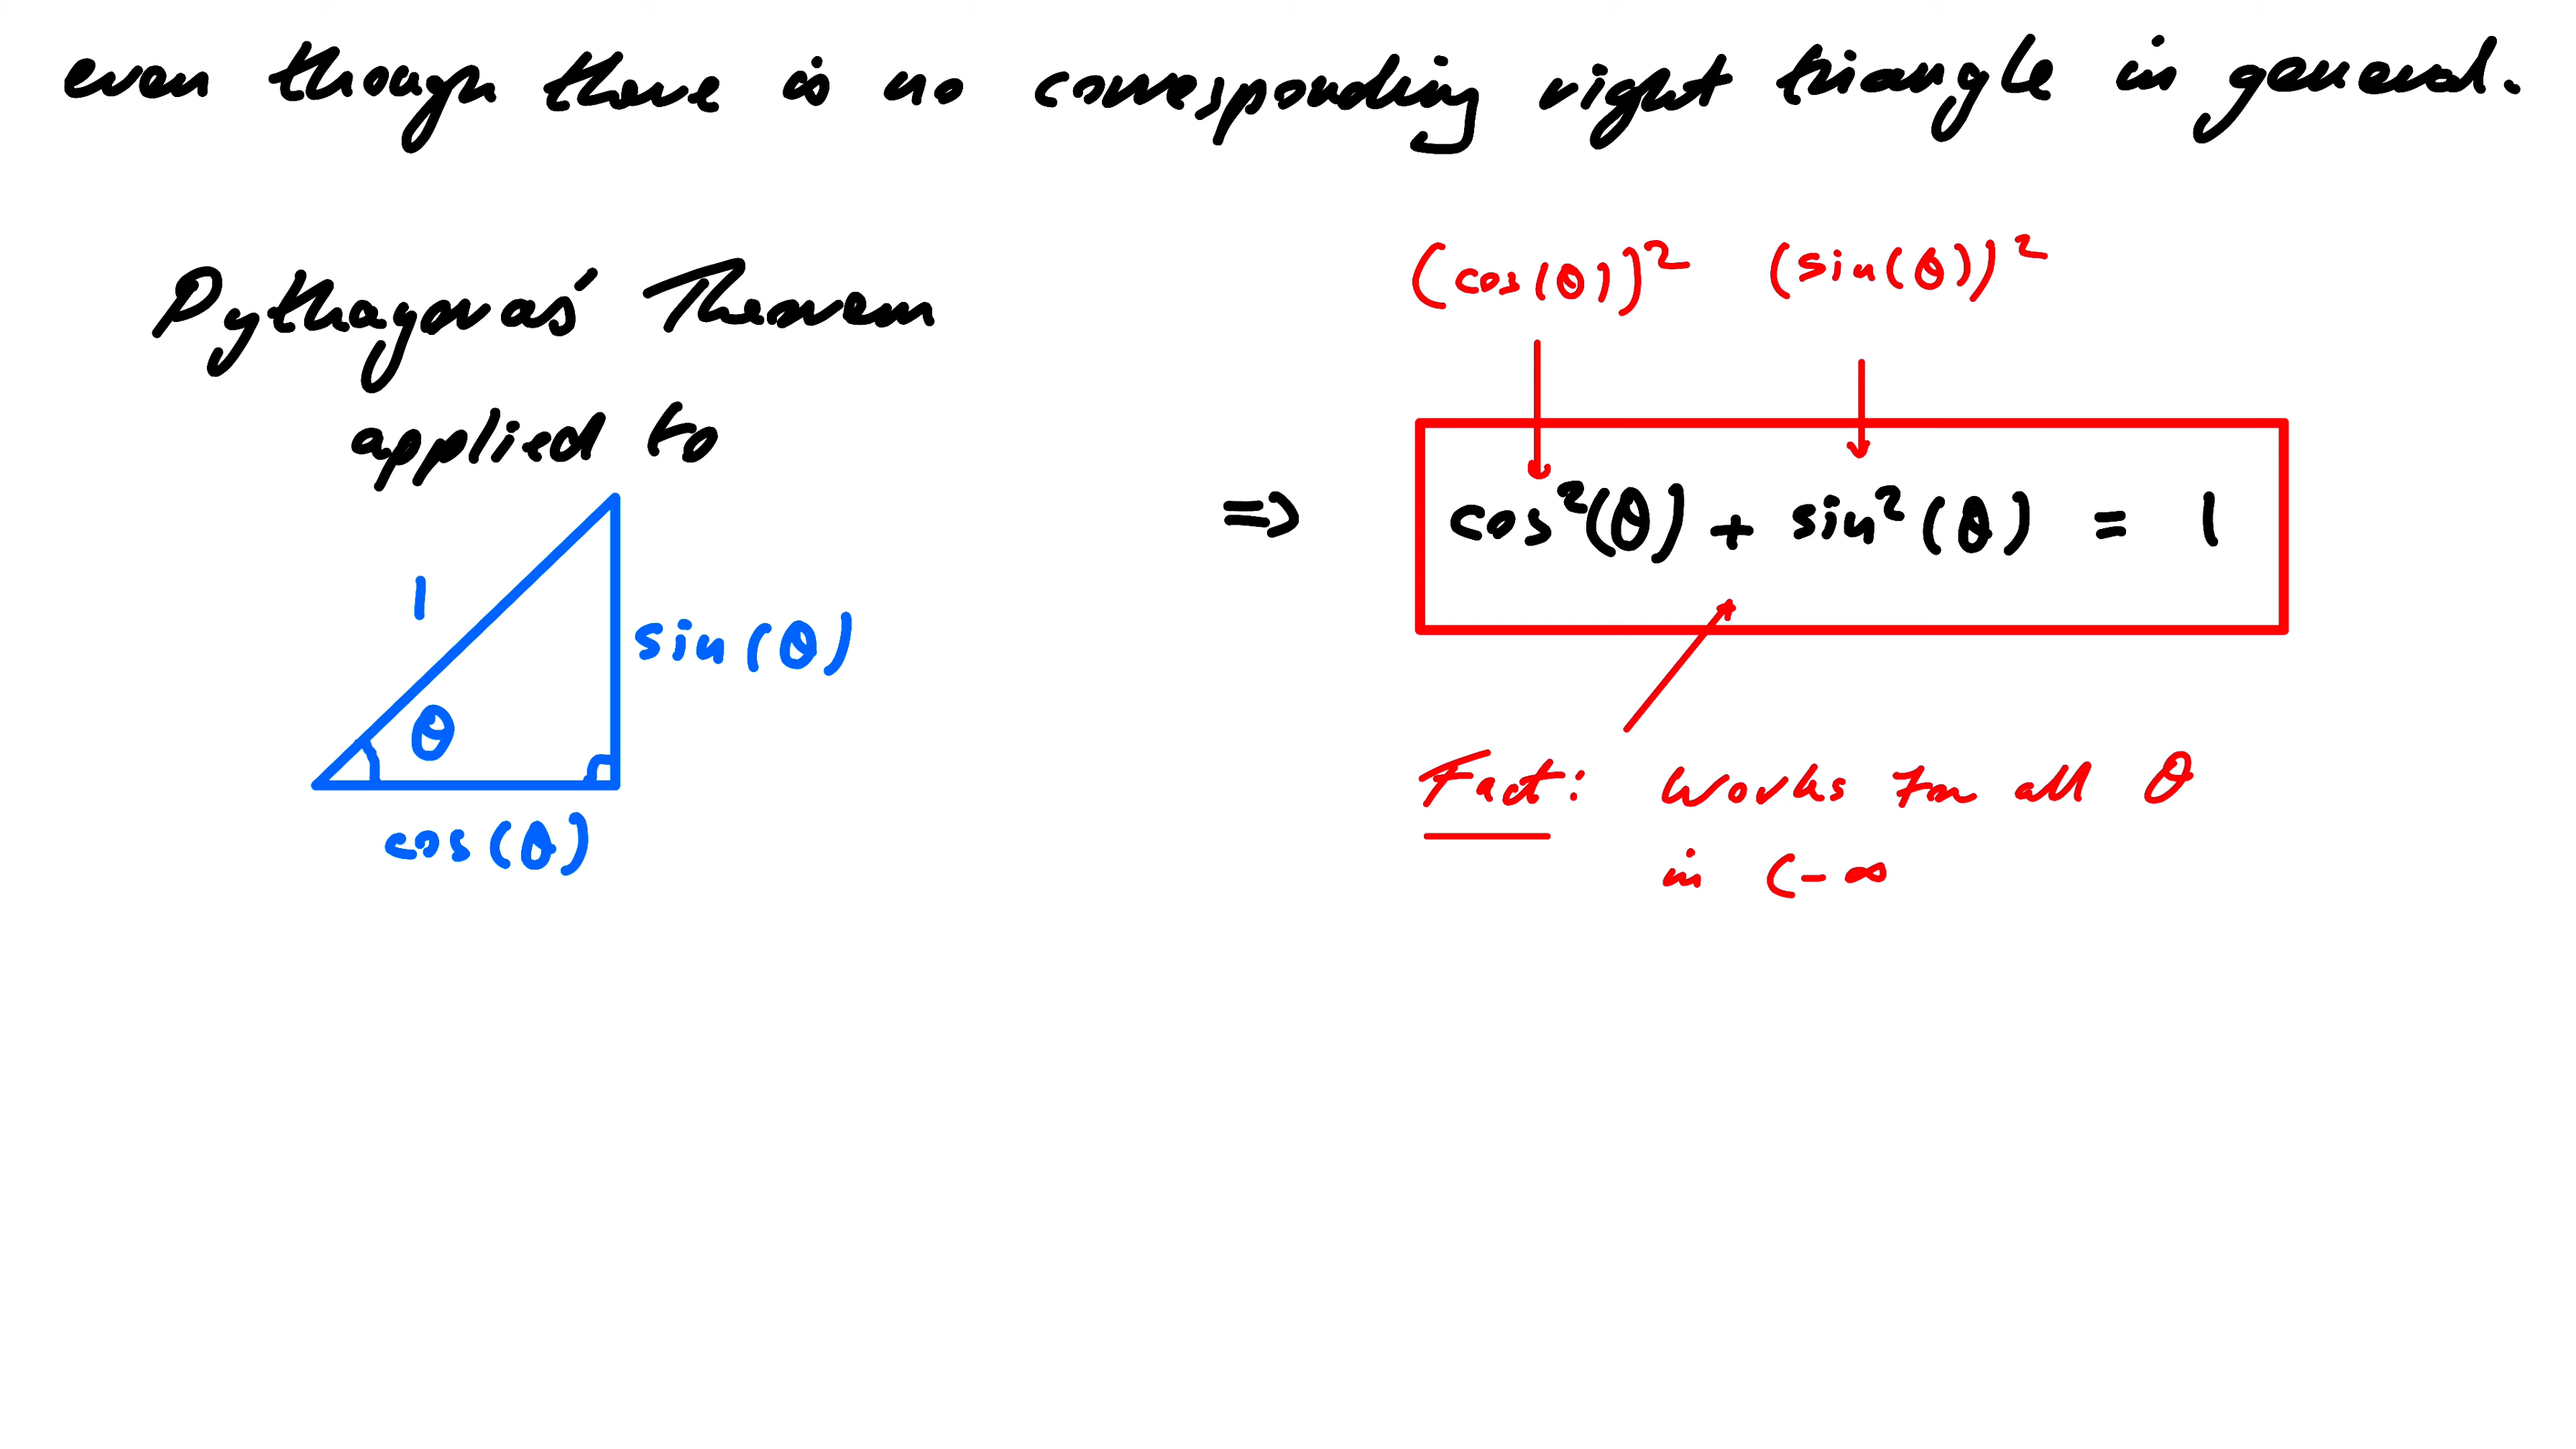 even though there is no corresponding right triangle in general.
Pythagoras' Theorem
applied to
1
θ
sin(θ)
cos(θ)
(cos(θ))² (sin(θ))²
⇒ cos²(θ) + sin²(θ) = 1
Fact: Works for all θ
in (-∞